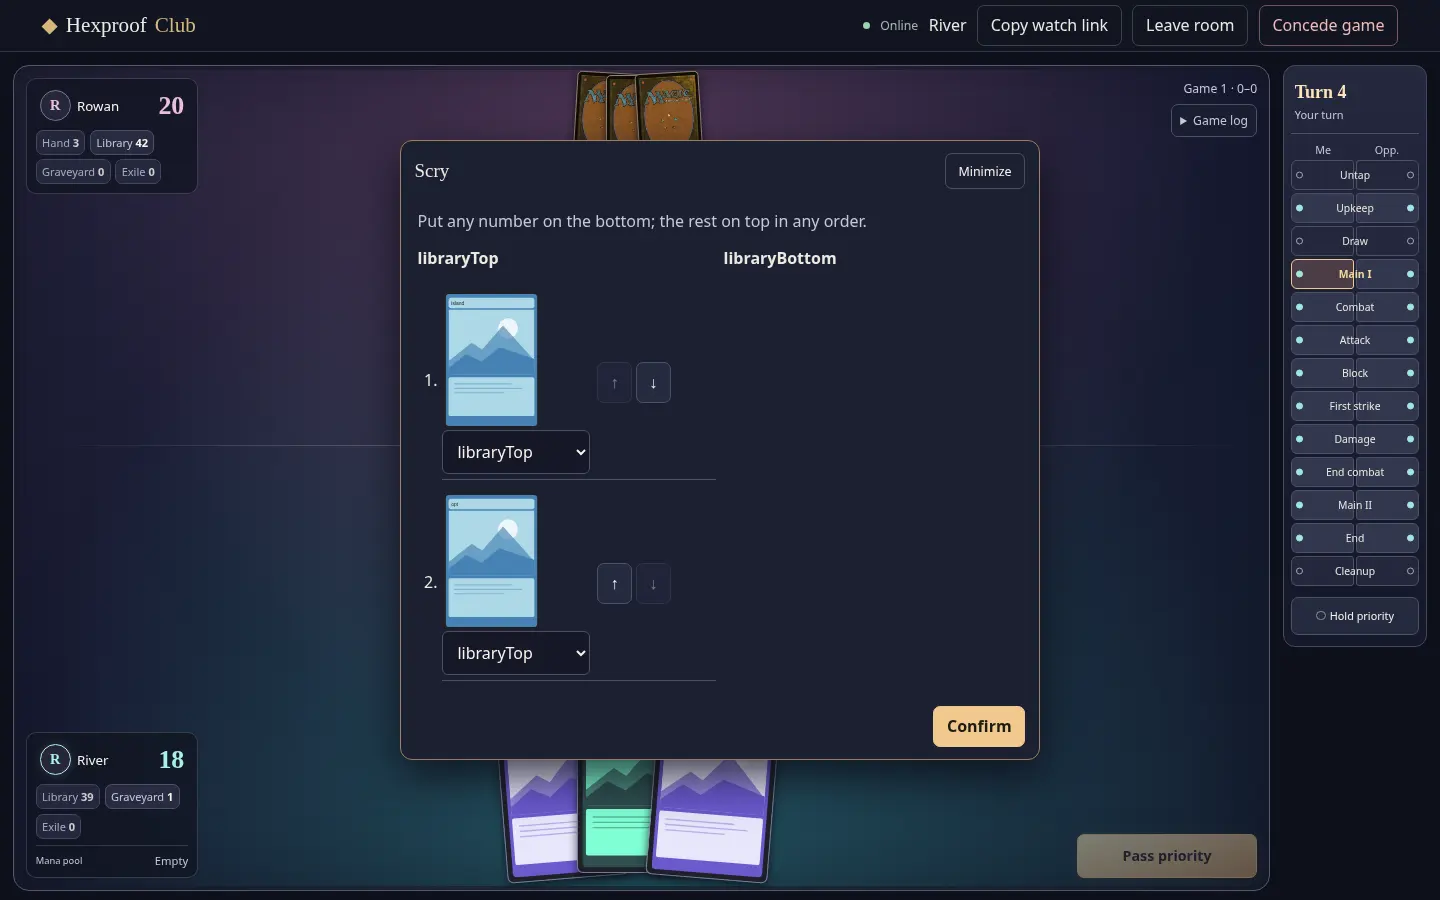 Hexproof Club
Online River Copy watch link Leave room Concede game
R Rowan 20
Hand 3 Library 42
Graveyard 0 Exile 0
Game 1 · 0–0
Game log
Turn 4
Your turn
Me Opp.
Untap
Upkeep
Draw
Main I
Combat
Attack
Block
First strike
Damage
End combat
Main II
End
Cleanup
Hold priority
Scry
Minimize
Put any number on the bottom; the rest on top in any order.
libraryTop libraryBottom
island
1. ↑ ↓
libraryTop
opt
2. ↑ ↓
libraryTop
Confirm
R River 18
Library 39 Graveyard 1
Exile 0
Mana pool Empty
Pass priority